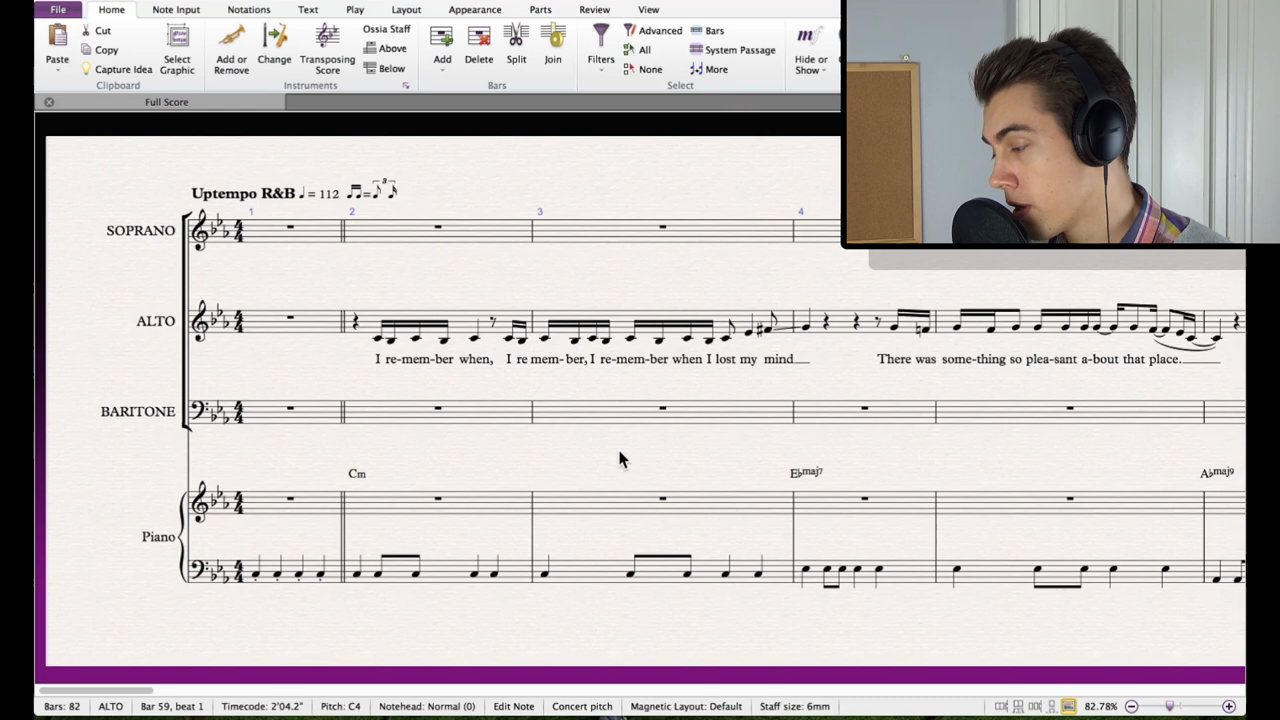 File Home Note Input Notations Text Play Layout Appearance Parts Review View
Paste Cut Copy Capture Idea Select Graphic Clipboard
Add or Remove Change Transposing Score Ossia Staff Above Below Instruments
Add Delete Split Join Bars
Filters Advanced All None Bars System Passage More Select
Hide or Show
Full Score
Uptempo R&B ♩ = 112 3
1 2 3 4
SOPRANO
ALTO
I re-mem-ber when, I re mem-ber, I re-mem-ber when I lost my mind There was some-thing so plea-sant a-bout that place.
BARITONE
Cm E♭maj7 A♭maj9
Piano
Bars: 82 ALTO Bar 59, beat 1 Timecode: 2'04.2" Pitch: C4 Notehead: Normal (0) Edit Note Concert pitch Magnetic Layout: Default Staff size: 6mm 82.78%